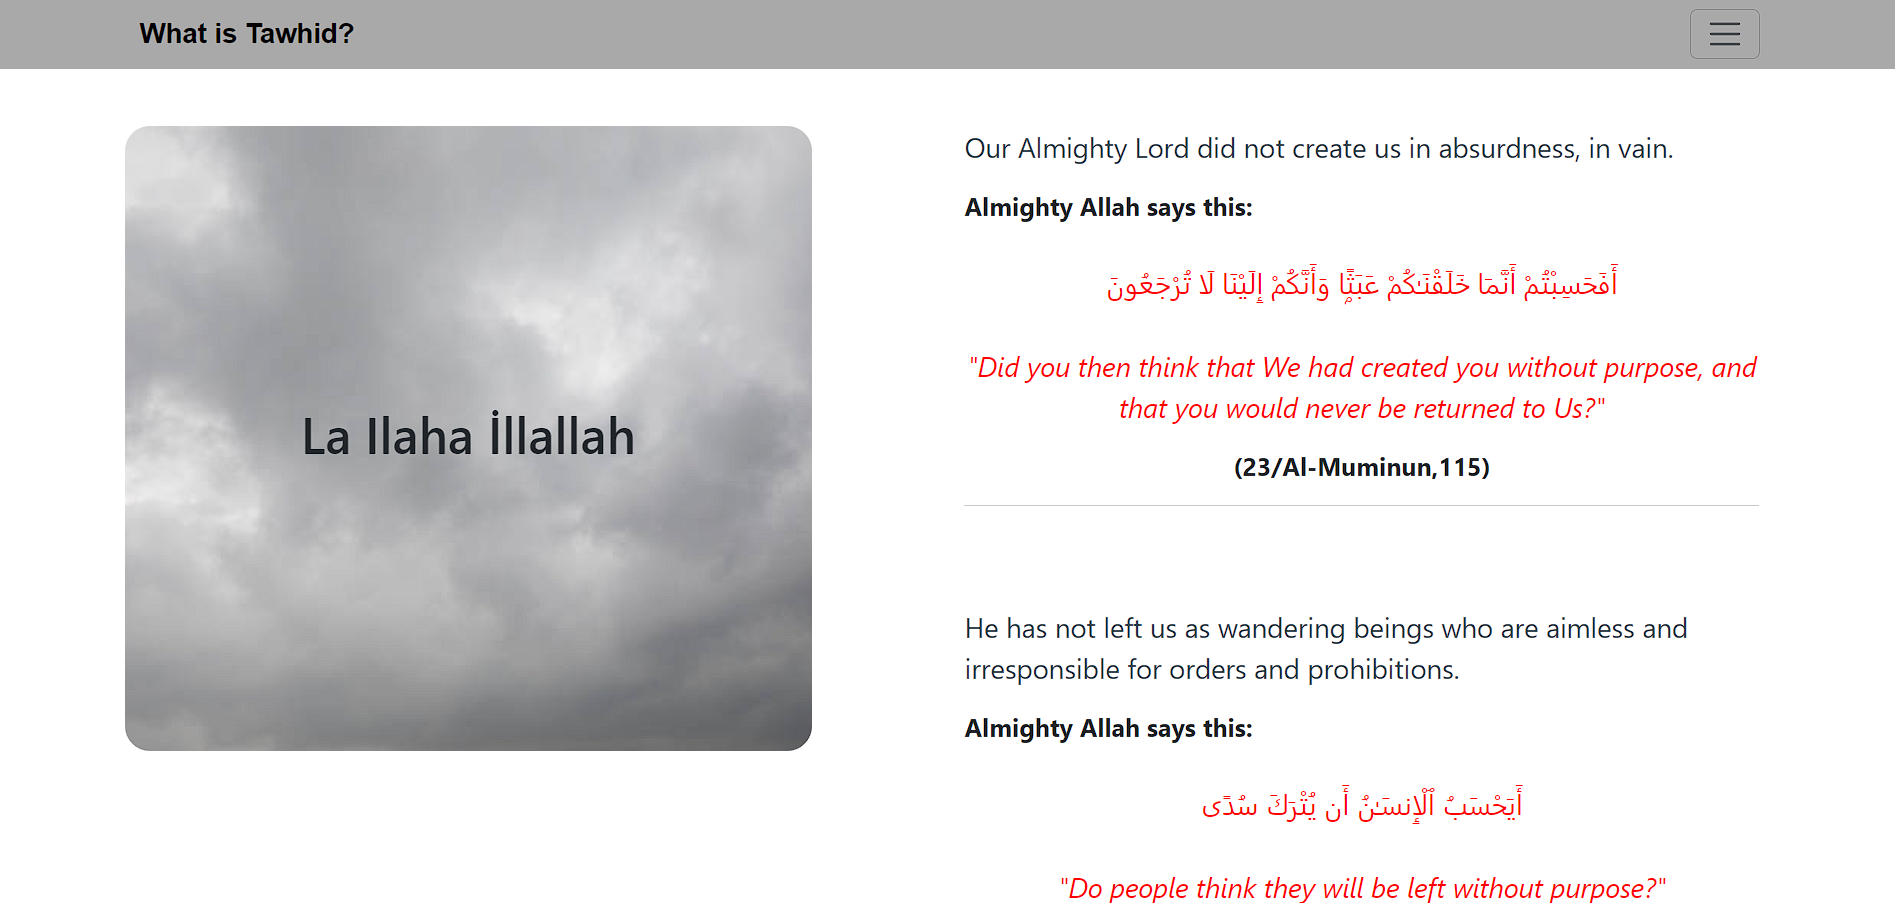 What is Tawhid?
La Ilaha İllallah
Our Almighty Lord did not create us in absurdness, in vain.
Almighty Allah says this:
أَفَحَسِبْتُمْ أَنَّمَا خَلَقْنَـٰكُمْ عَبَثًۭا وَأَنَّكُمْ إِلَيْنَا لَا تُرْجَعُونَ
"Did you then think that We had created you without purpose, and
that you would never be returned to Us?"
(23/Al-Muminun,115)
He has not left us as wandering beings who are aimless and
irresponsible for orders and prohibitions.
Almighty Allah says this:
أَيَحْسَبُ ٱلْإِنسَـٰنُ أَن يُتْرَكَ سُدًى
"Do people think they will be left without purpose?"